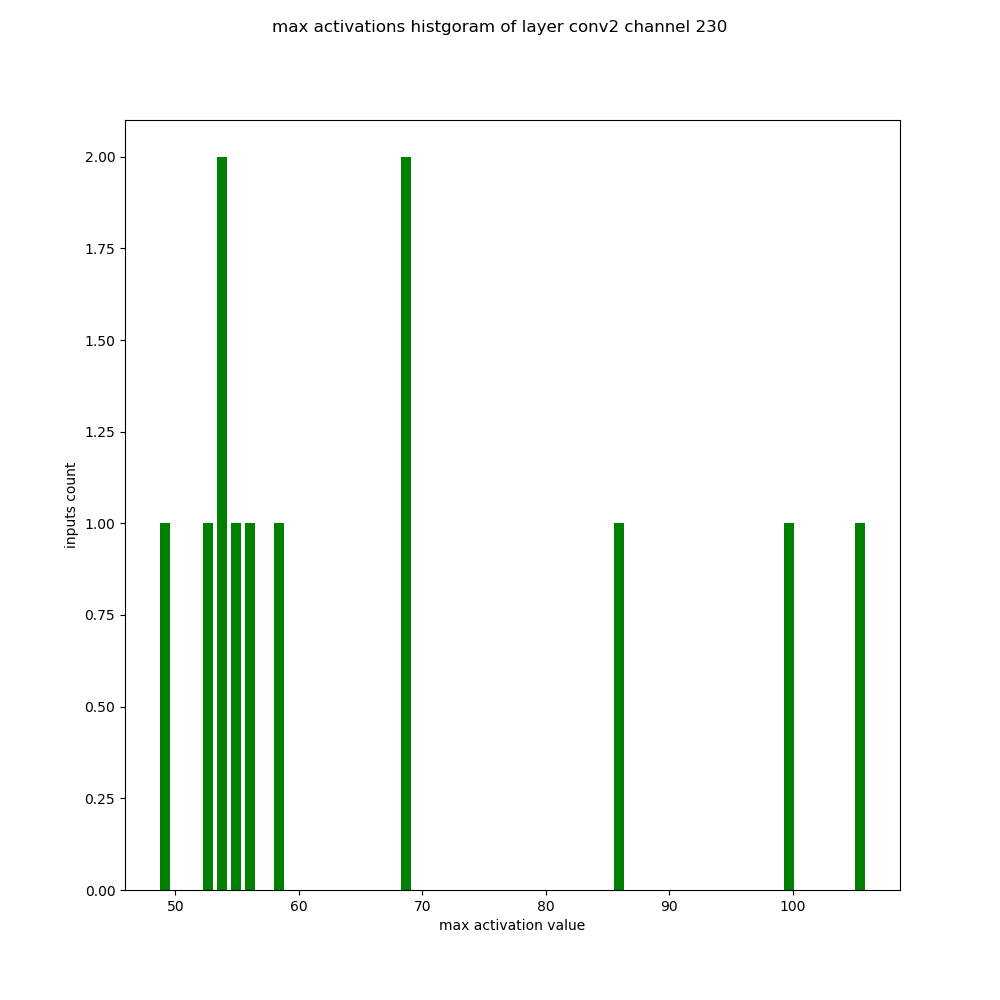 max activations histgoram of layer conv2 channel 230
2.00
1.75
1.50
1.25
1.00
0.75
0.50
0.25
0.00
inputs count
50 60 70 80 90 100
max activation value